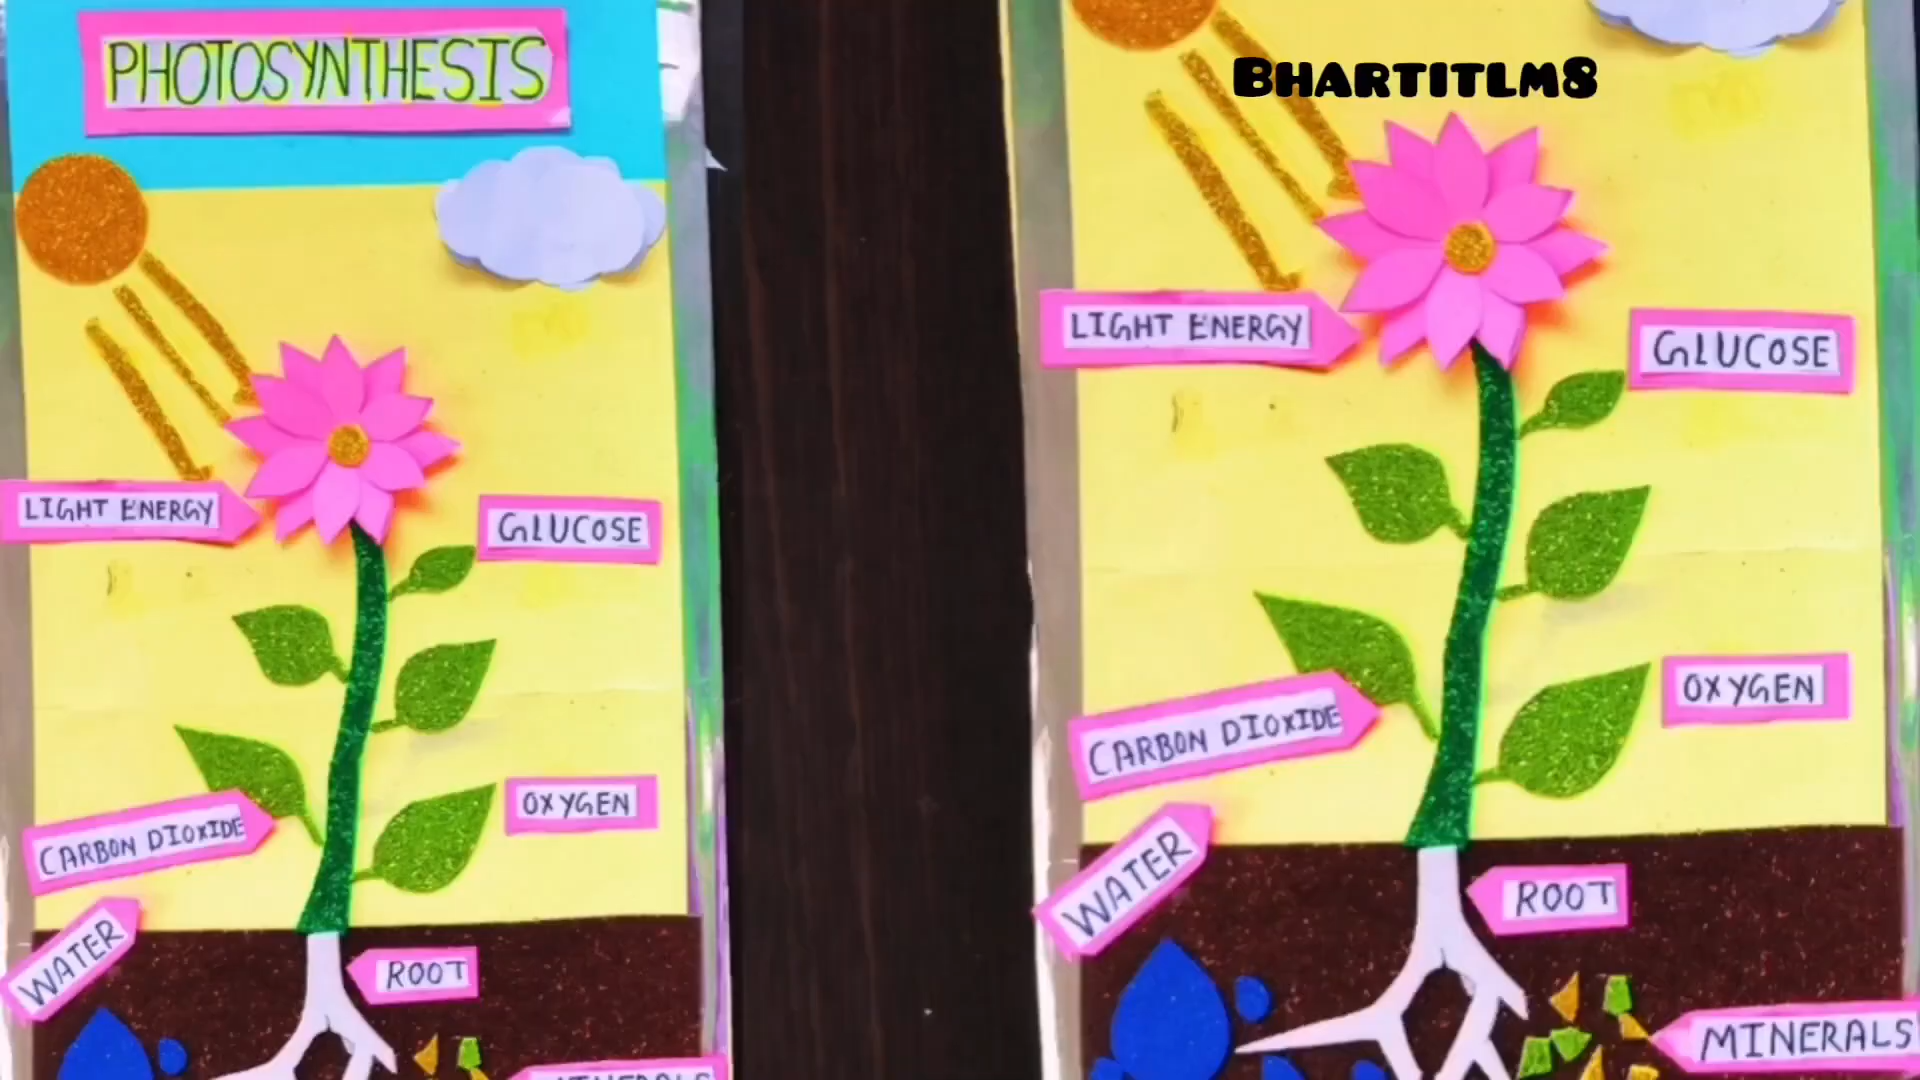 PHOTOSYNTHESIS
LIGHT ENERGY
GLUCOSE
CARBON DIOXIDE
OXYGEN
WATER
ROOT
MINERALS
BHARTITLM8
LIGHT ENERGY
GLUCOSE
OXYGEN
CARBON DIOXIDE
WATER
ROOT
MINERALS